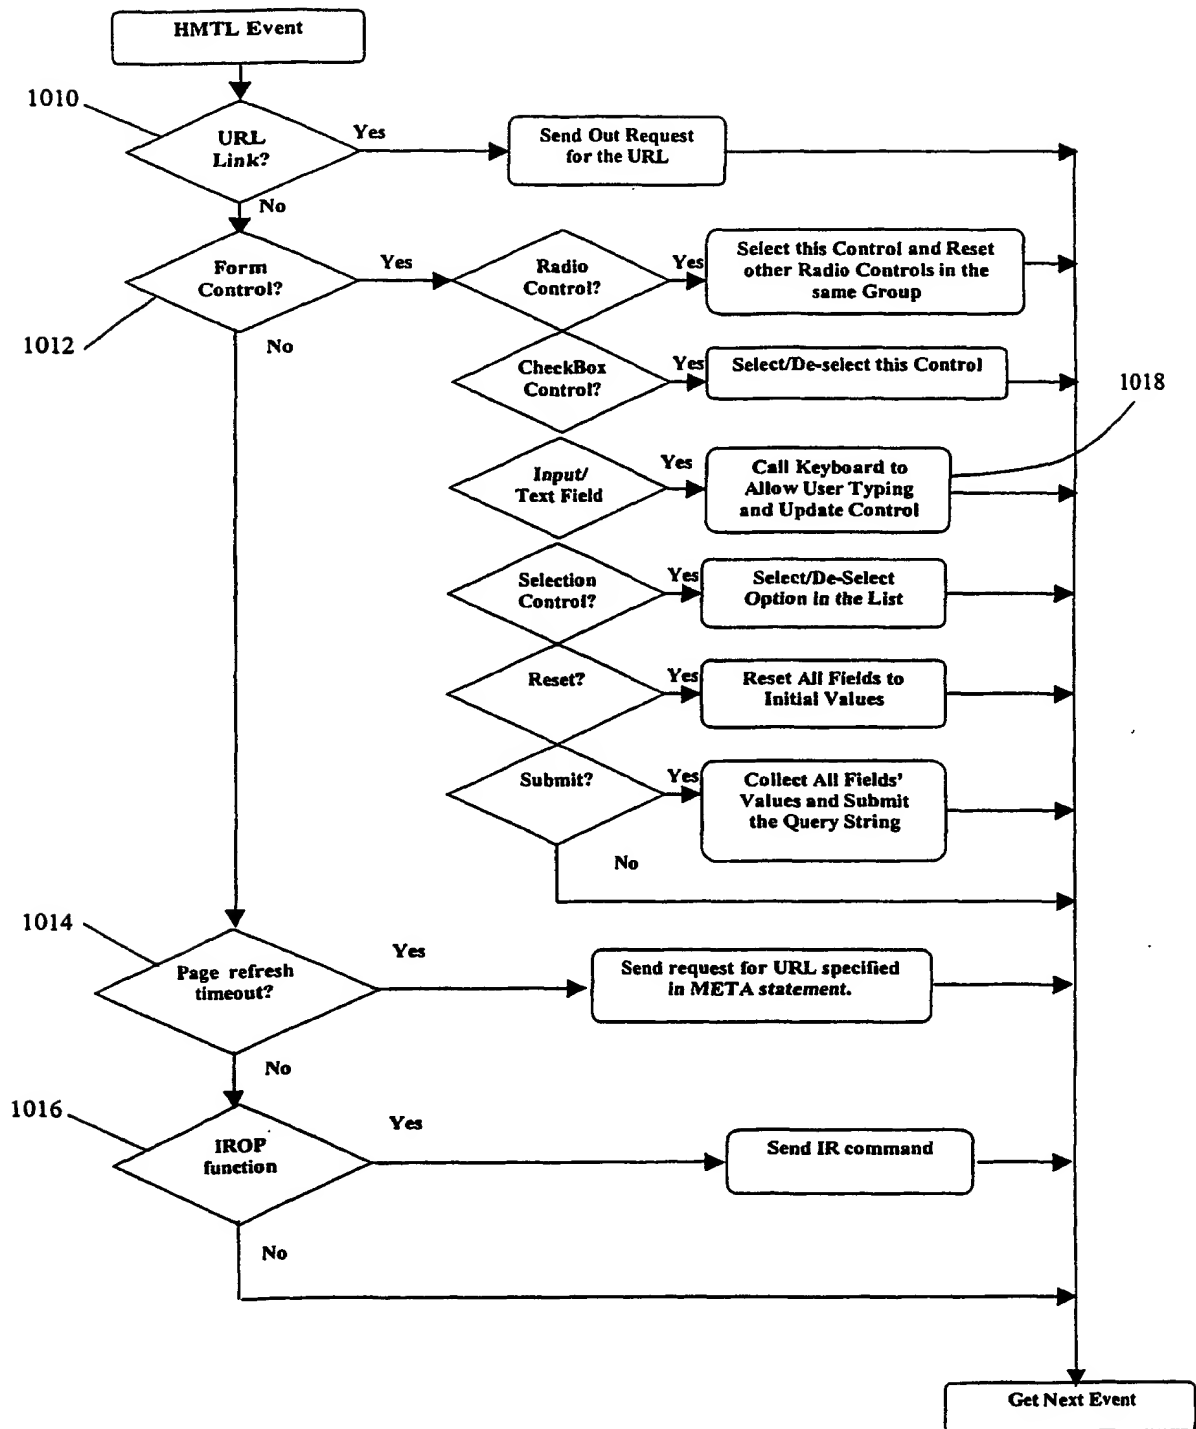 HMTL Event
1010
URL
Link?
Yes
Send Out Request
for the URL
No
Form
Control?
Yes
1012
No
Radio
Control?
Yes
Select this Control and Reset
other Radio Controls in the
same Group
CheckBox
Control?
Yes
Select/De-select this Control
1018
Input/
Text Field
Yes
Call Keyboard to
Allow User Typing
and Update Control
Selection
Control?
Yes
Select/De-Select
Option in the List
Reset?
Yes
Reset All Fields to
Initial Values
Submit?
Yes
Collect All Fields'
Values and Submit
the Query String
No
1014
Page refresh
timeout?
Yes
Send request for URL specified
in META statement.
No
1016
IROP
function
Yes
Send IR command
No
Get Next Event